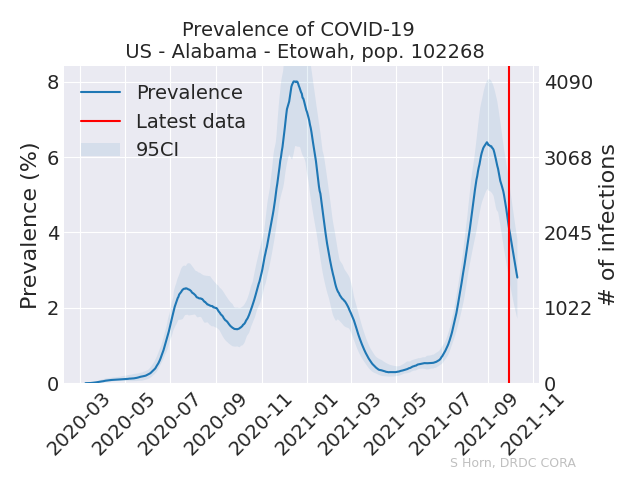 Prevalence of COVID-19
US - Alabama - Etowah, pop. 102268
Prevalence
Latest data
95CI
Prevalence (%)
8
6
4
2
0
4090
3068
2045
1022
0
# of infections
2020-03
2020-05
2020-07
2020-09
2020-11
2021-01
2021-03
2021-05
2021-07
2021-09
2021-11
S Horn, DRDC CORA